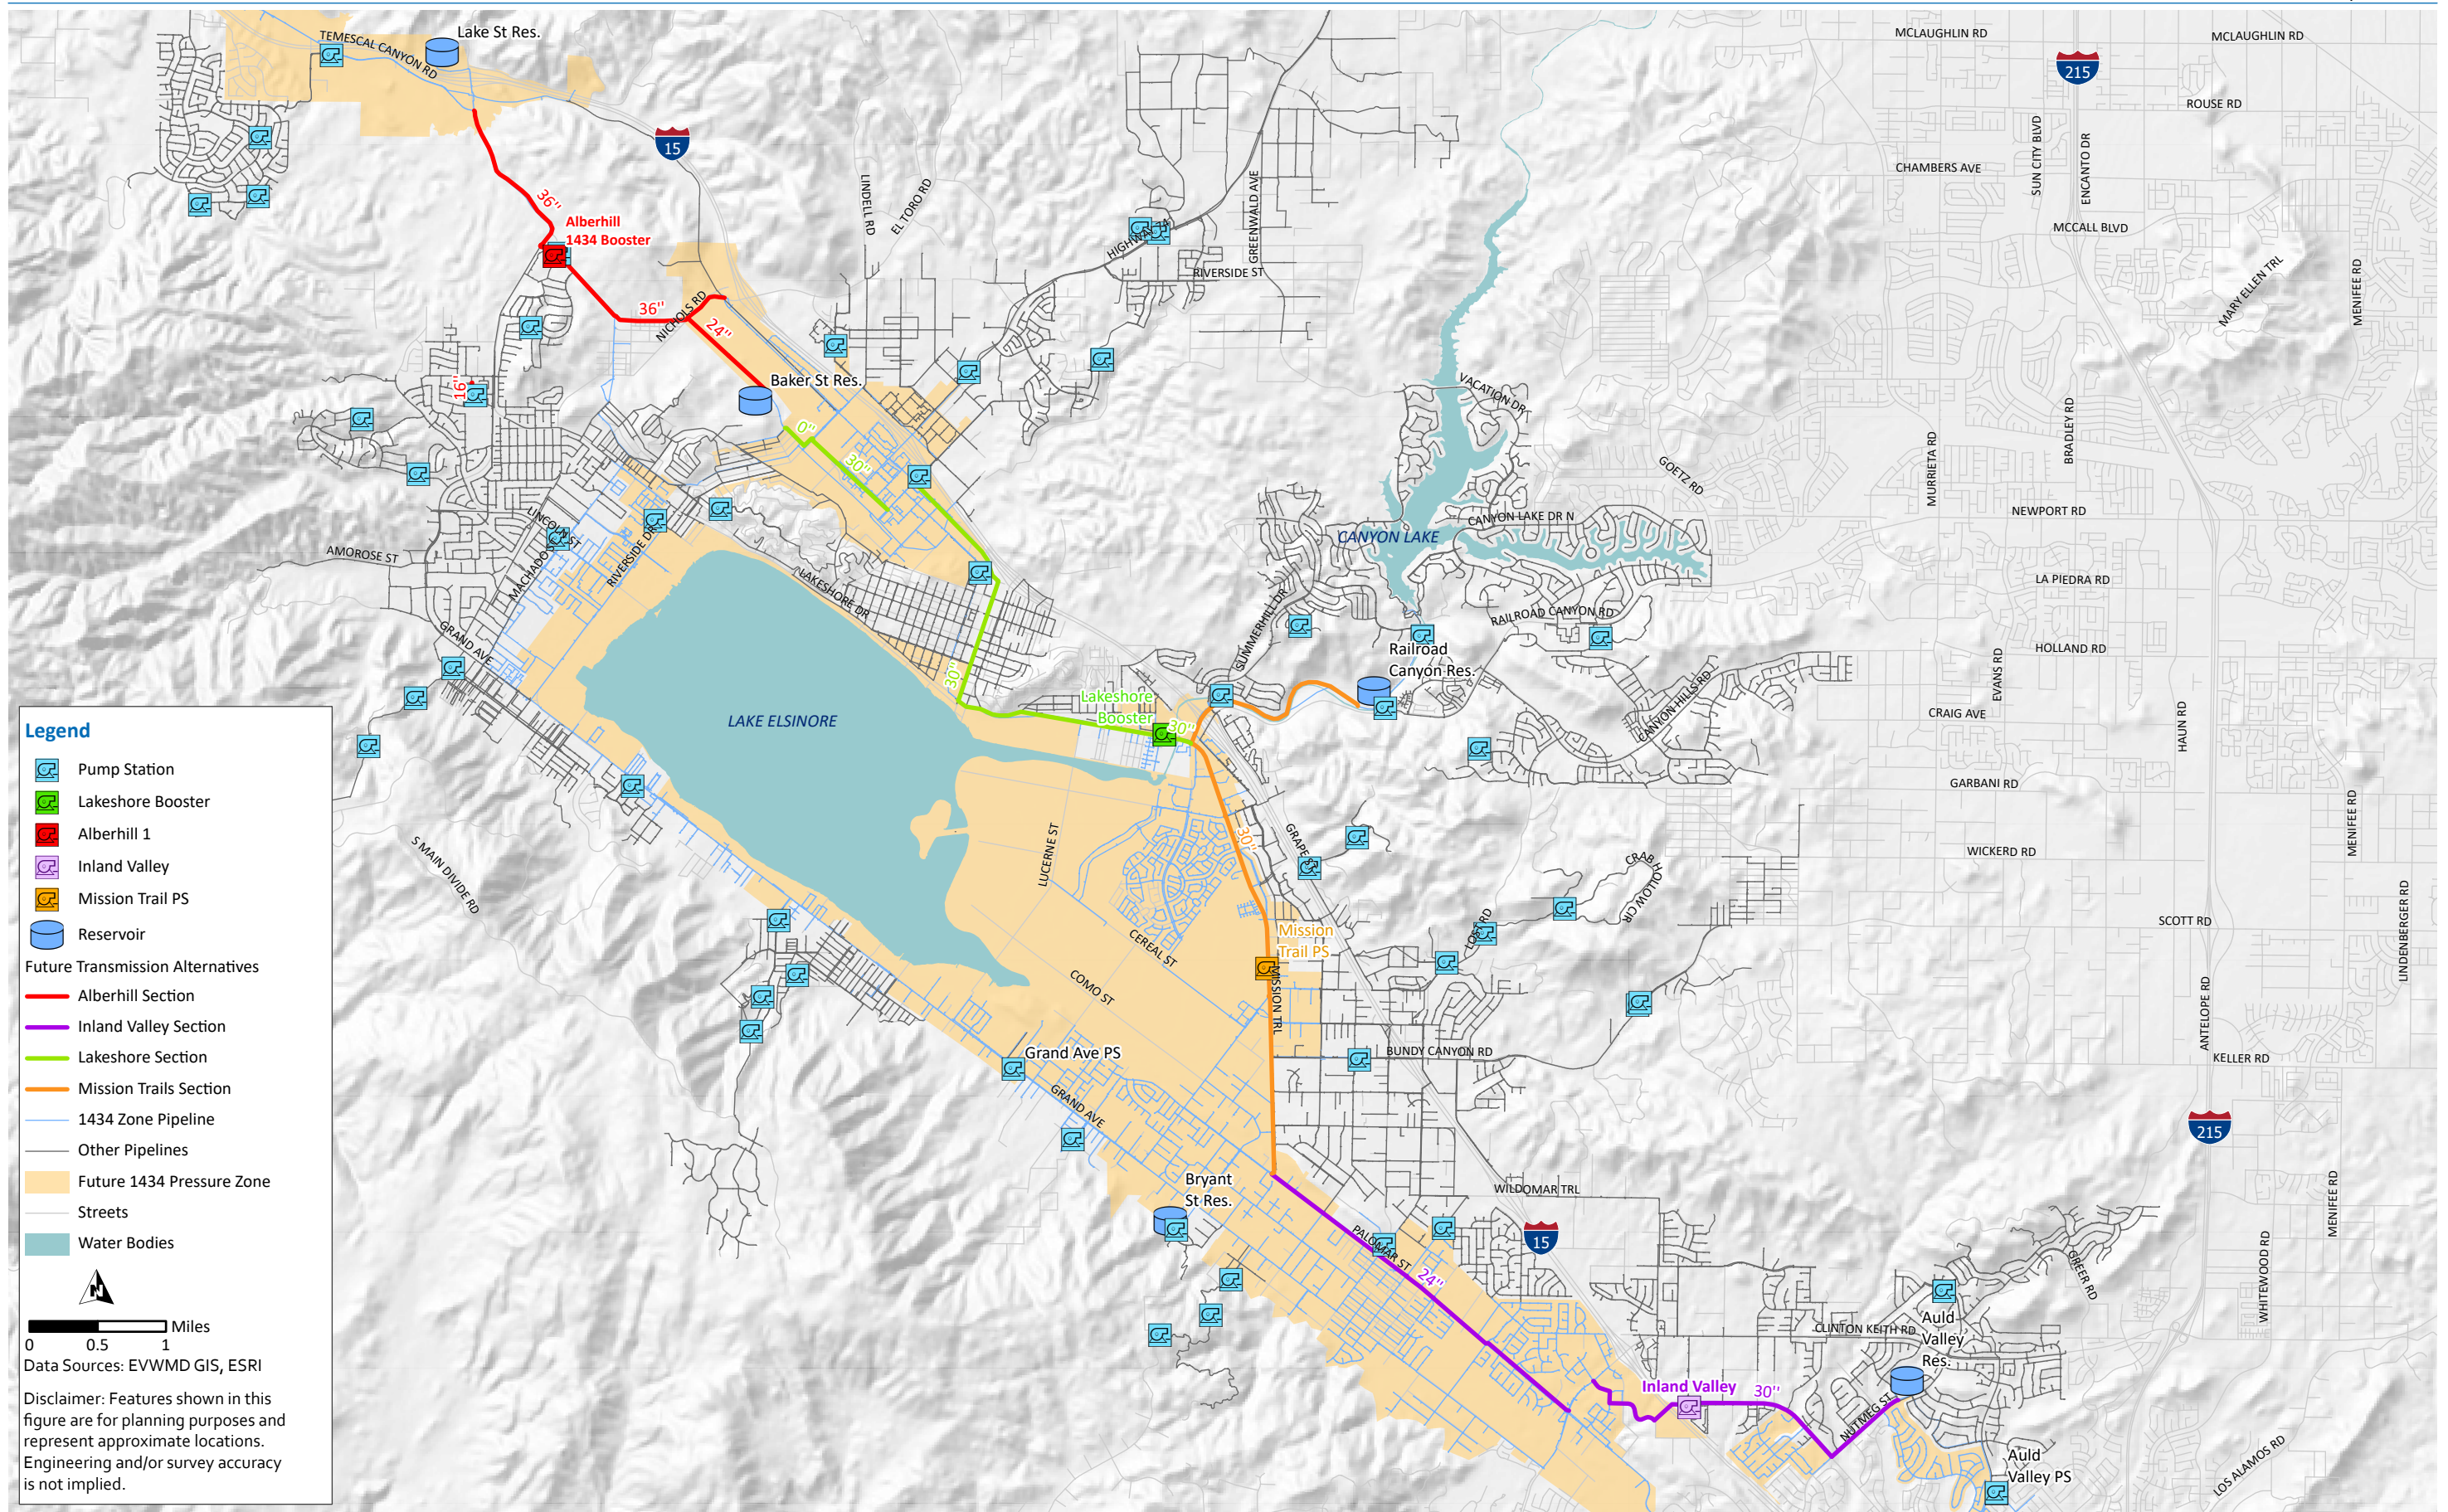 Lake St Res.
TEMESCAL CANYON RD
MCLAUGHLIN RD
MCLAUGHLIN RD
215
ROUSE RD
15
SUN CITY BLVD
ENCANTO DR
CHAMBERS AVE
LINDELL RD
EL TORO RD
GREENWALD AVE
36"
Alberhill
1434 Booster
MCCALL BLVD
RIVERSIDE ST
MARY ELLEN TRL
MENIFEE RD
36"
NICHOLS RD
24"
16"
Baker St Res.
VACATION DR
0"
30"
BRADLEY RD
MURRIETA RD
GOETZ RD
LINCOLN ST
MACHADO ST
RIVERSIDE DR
AMOROSE ST
CANYON LAKE DR N
CANYON LAKE
NEWPORT RD
LAKESHORE DR
LA PIEDRA RD
RAILROAD CANYON RD
SUMMERHILL DR
GRAND AVE
HOLLAND RD
Railroad
Canyon Res.
EVANS RD
30"
Lakeshore
Booster
30"
CANYON HILLS RD
CRAIG AVE
HAUN RD
LAKE ELSINORE
GARBANI RD
MENIFEE RD
30"
LUCERNE ST
S MAIN DIVIDE RD
WICKERD RD
CRAB HOLLOW CIR
LINDENBERGER RD
SCOTT RD
LOST RD
Mission
Trail PS
CEREAL ST
COMO ST
MISSION TRL
ANTELOPE RD
Grand Ave PS
BUNDY CANYON RD
KELLER RD
GRAND AVE
215
Bryant
St Res.
WILDOMAR TRL
MENIFEE RD
15
PALOMAR ST
24"
WHITEWOOD RD
GREER RD
CLINTON KEITH RD
Auld
Valley
Res.
Inland Valley
30"
NUTMEG ST
Auld
Valley PS
LOS ALAMOS RD
Legend
Pump Station
Lakeshore Booster
Alberhill 1
Inland Valley
Mission Trail PS
Reservoir
Future Transmission Alternatives
Alberhill Section
Inland Valley Section
Lakeshore Section
Mission Trails Section
1434 Zone Pipeline
Other Pipelines
Future 1434 Pressure Zone
Streets
Water Bodies
N
Miles
0 0.5 1
Data Sources: EVWMD GIS, ESRI
Disclaimer: Features shown in this
figure are for planning purposes and
represent approximate locations.
Engineering and/or survey accuracy
is not implied.